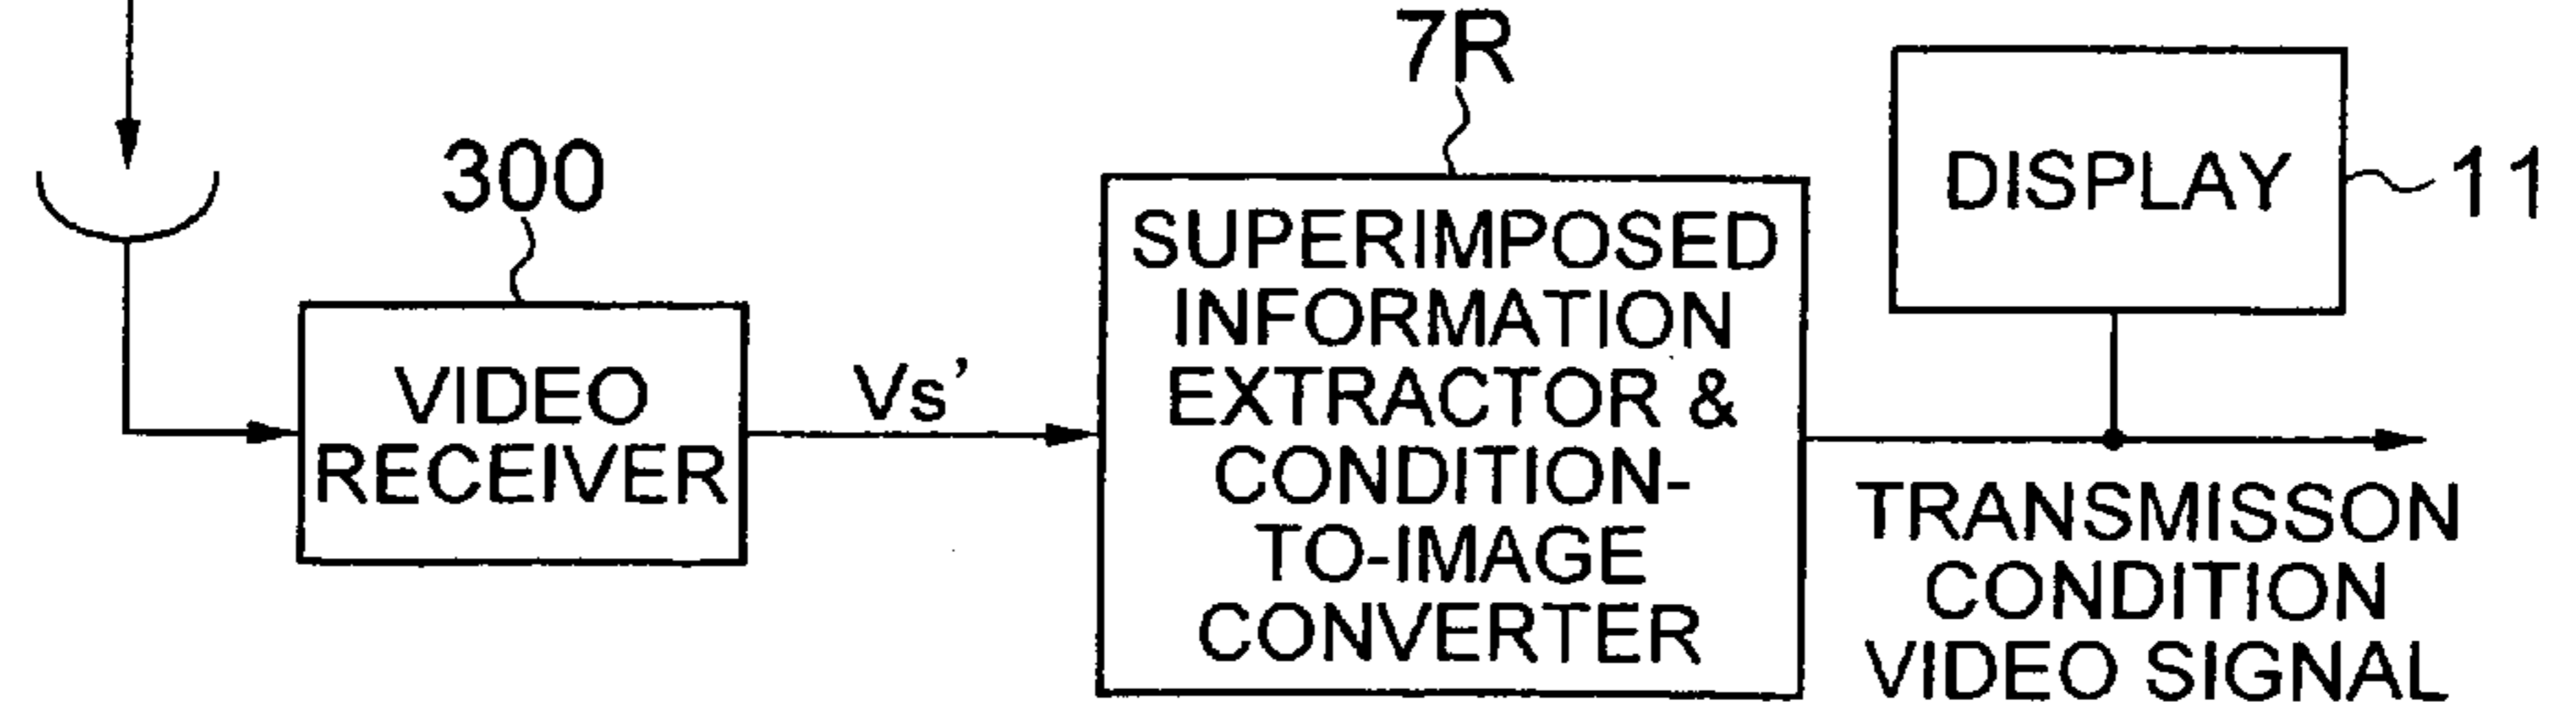 7R
300
DISPLAY
11
SUPERIMPOSED
INFORMATION
EXTRACTOR &
CONDITION-
TO-IMAGE
CONVERTER
VIDEO
RECEIVER
Vs'
TRANSMISSON
CONDITION
VIDEO SIGNAL